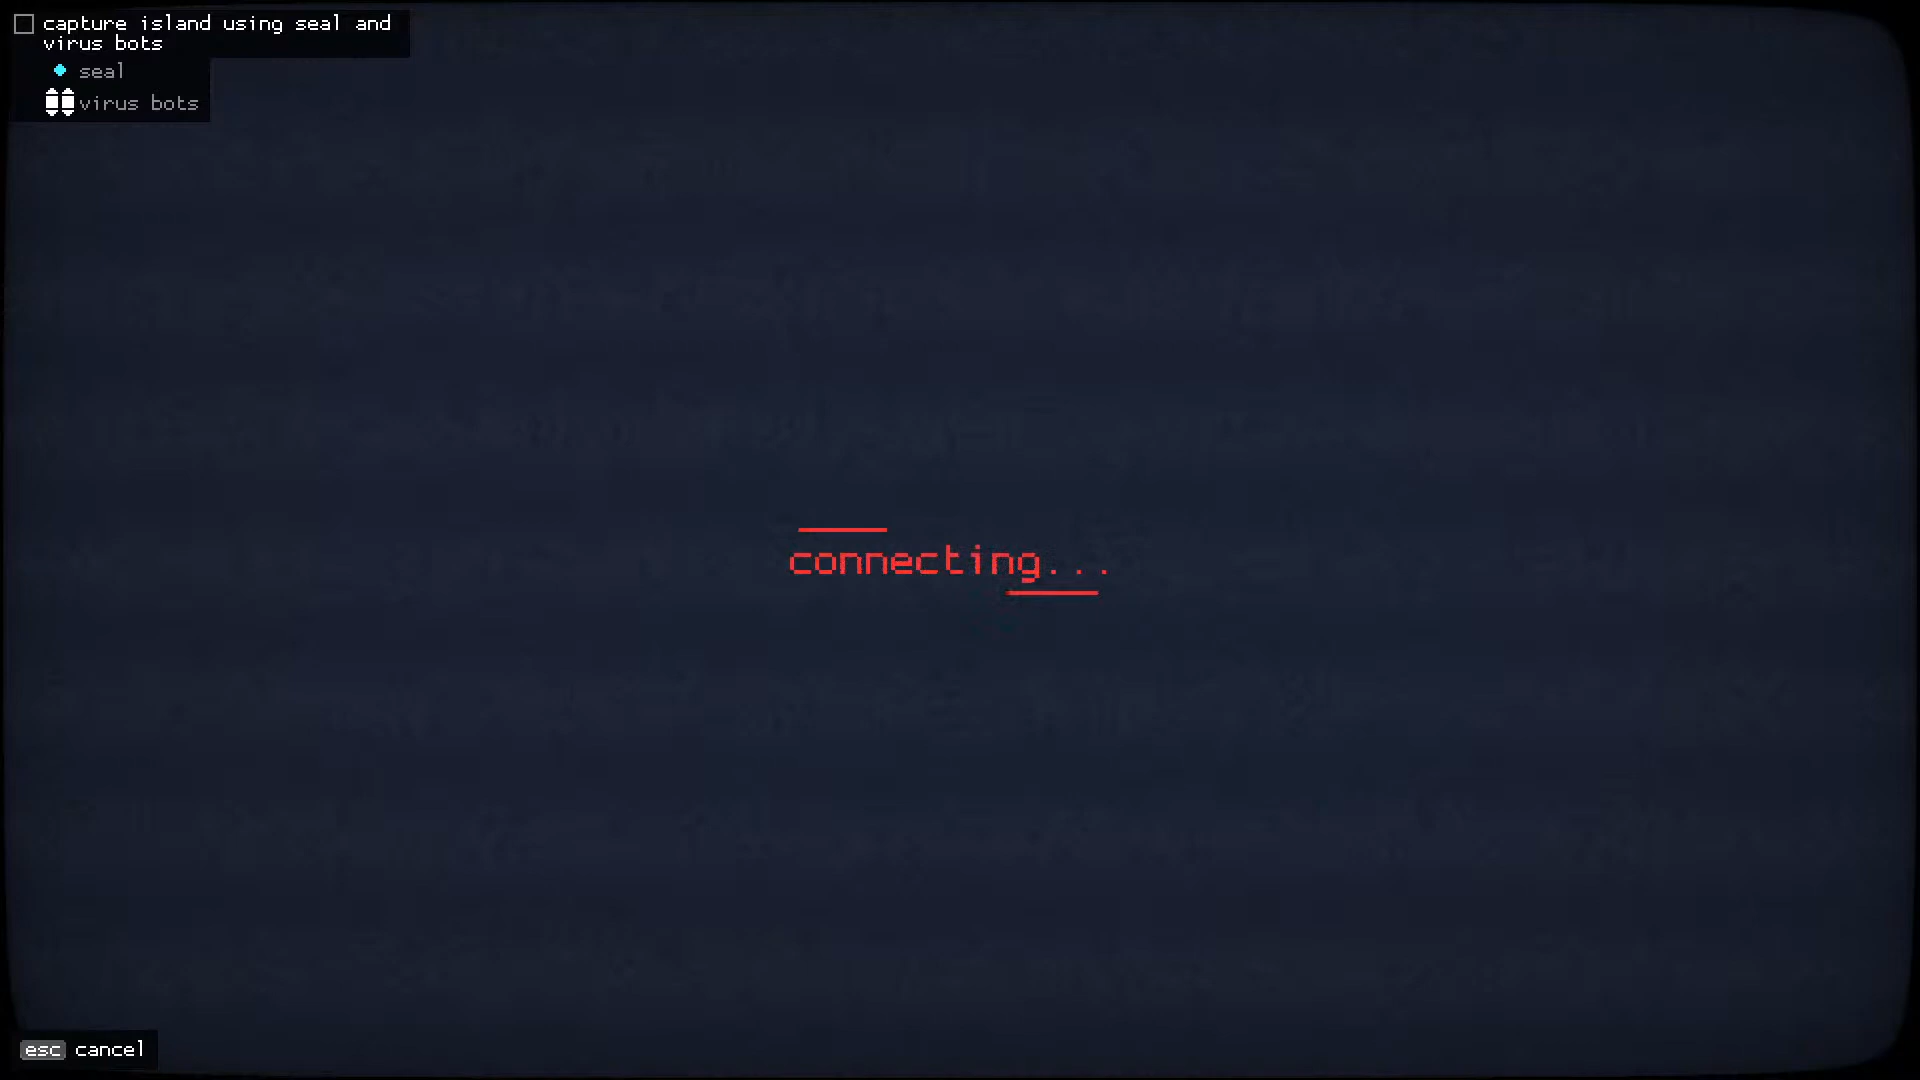 capture island using seal and
virus bots
seal
virus bots
connecting...
esc cancel